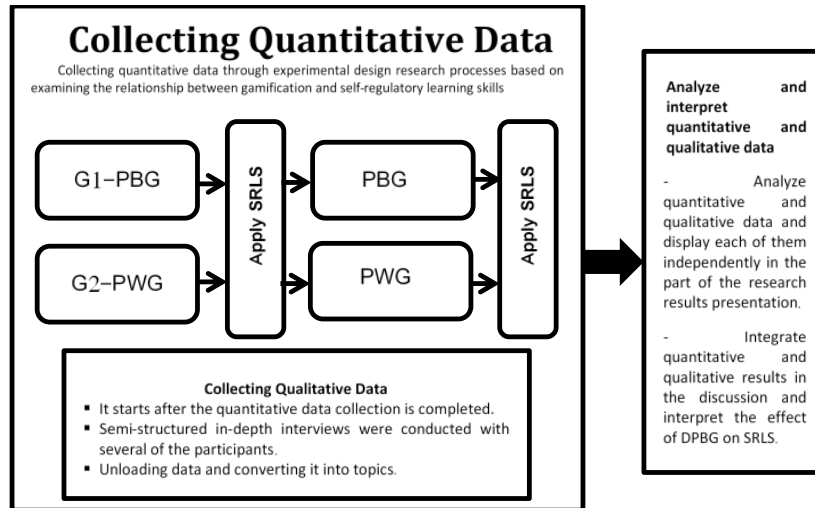 Collecting Quantitative Data
Collecting quantitative data through experimental design research processes based on
examining the relationship between gamification and self-regulatory learning skills
G1-PBG
Apply SRLS
PBG
Apply SRLS
G2-PWG
PWG
Collecting Qualitative Data
▪ It starts after the quantitative data collection is completed.
▪ Semi-structured in-depth interviews were conducted with
several of the participants.
▪ Unloading data and converting it into topics.
Analyze and
interpret
quantitative and
qualitative data
- Analyze
quantitative and
qualitative data and
display each of them
independently in the
part of the research
results presentation.
- Integrate
quantitative and
qualitative results in
the discussion and
interpret the effect
of DPBG on SRLS.